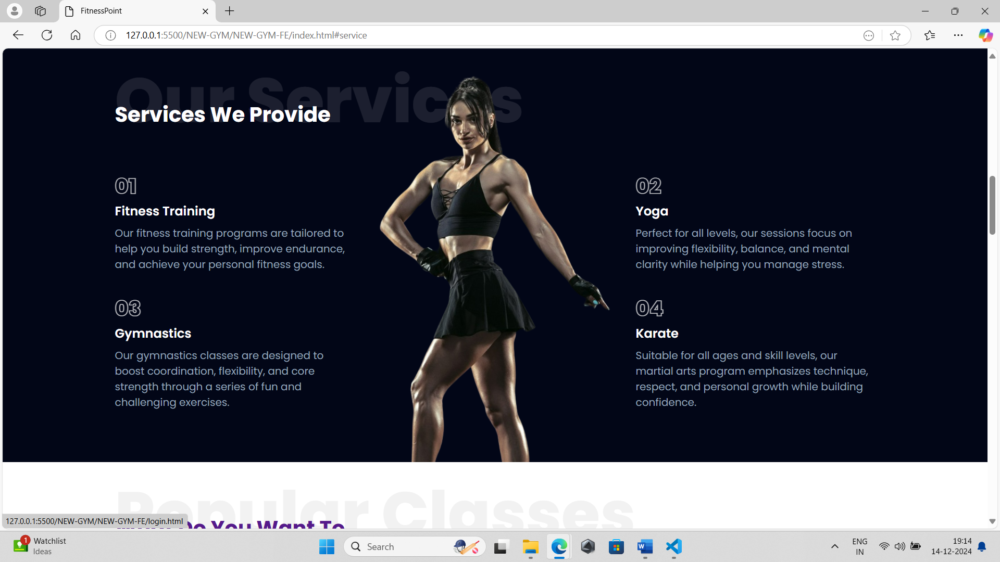 FitnessPoint
127.0.0.1:5500/NEW-GYM/NEW-GYM-FE/index.html#service
Our Services
Services We Provide
01
Fitness Training
Our fitness training programs are tailored to
help you build strength, improve endurance,
and achieve your personal fitness goals.
02
Yoga
Perfect for all levels, our sessions focus on
improving flexibility, balance, and mental
clarity while helping you manage stress.
03
Gymnastics
Our gymnastics classes are designed to
boost coordination, flexibility, and core
strength through a series of fun and
challenging exercises.
04
Karate
Suitable for all ages and skill levels, our
martial arts program emphasizes technique,
respect, and personal growth while building
confidence.
Popular Classes
Do You Want To
127.0.0.1:5500/NEW-GYM/NEW-GYM-FE/login.html
1
Watchlist
Ideas
Search
W
ENG
IN
19:14
14-12-2024